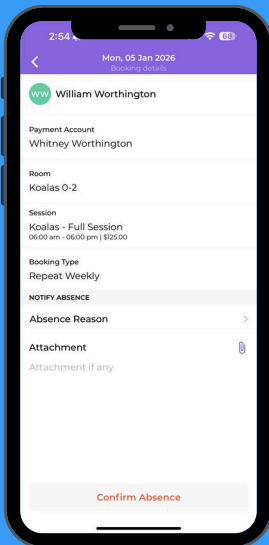 2:54
68
Mon, 05 Jan 2026
Booking details
WW William Worthington
Payment Account
Whitney Worthington
Room
Koalas 0-2
Session
Koalas - Full Session
06:00 am - 06:00 pm | $125.00
Booking Type
Repeat Weekly
NOTIFY ABSENCE
Absence Reason
Attachment
Attachment if any
Confirm Absence